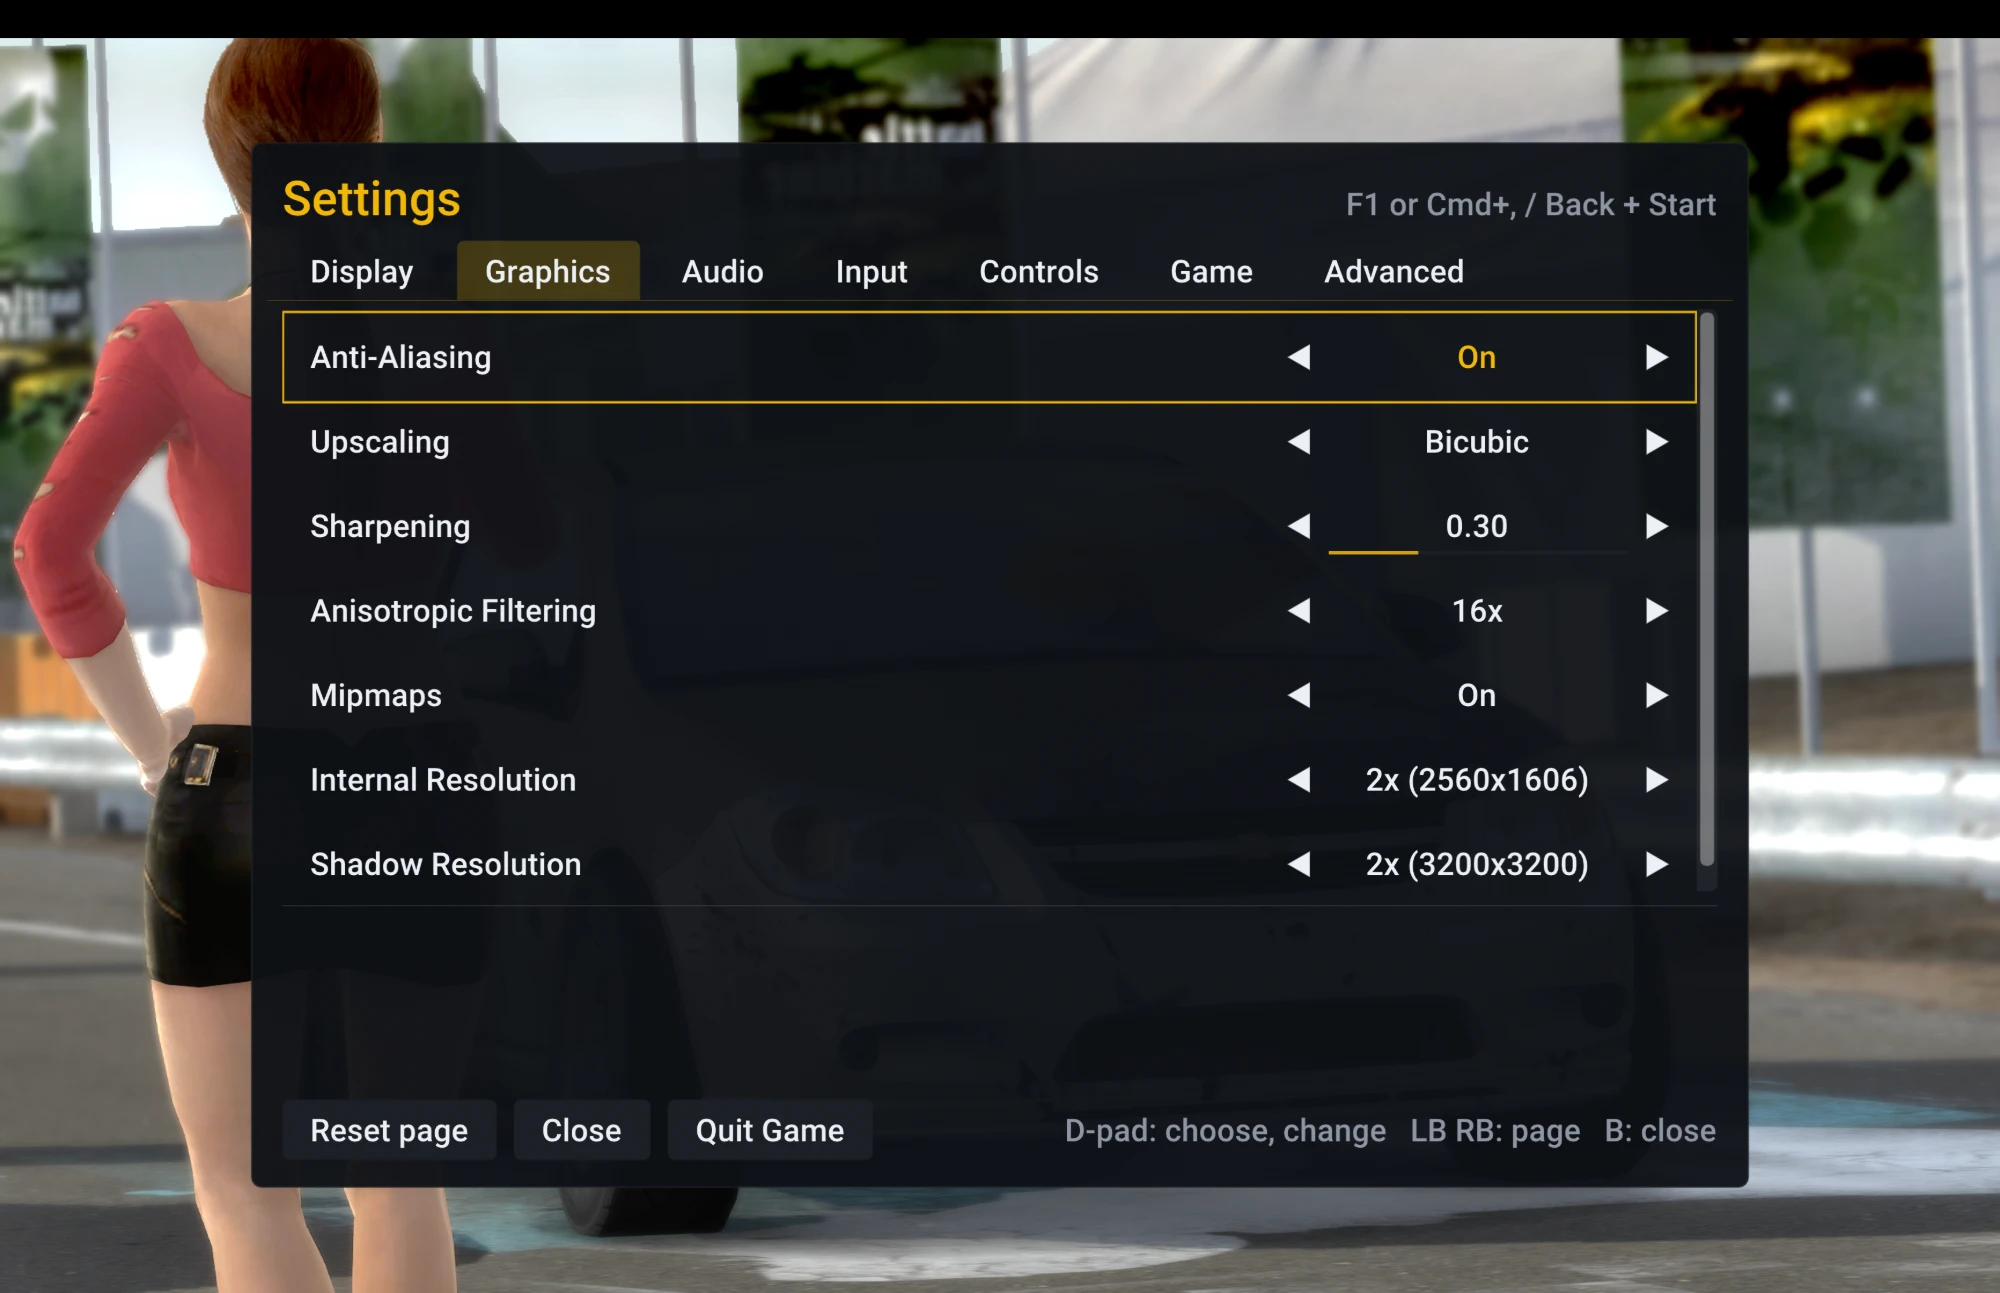 Settings
F1 or Cmd+, / Back + Start
Display Graphics Audio Input Controls Game Advanced
Anti-Aliasing On
Upscaling Bicubic
Sharpening 0.30
Anisotropic Filtering 16x
Mipmaps On
Internal Resolution 2x (2560x1606)
Shadow Resolution 2x (3200x3200)
Reset page Close Quit Game D-pad: choose, change LB RB: page B: close